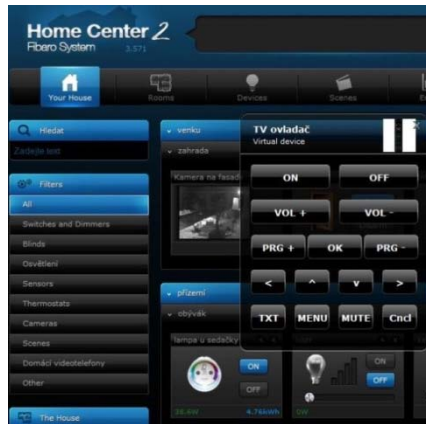 Home Center 2
Fibaro System 3.571
Your House
Rooms
Devices
Scenes
Hledat
Zadejte text
Filters
All
Switches and Dimmers
Blinds
Osvětlení
Sensors
Thermostats
Cameras
Scenes
Domácí videotelefony
Other
The House
venku
zahrada
Kamera na fasád
přízemí
obývák
lampa u sedačky
ON
OFF
38.4W 4.76kWh
TV ovladač
Virtual device
ON OFF
VOL + VOL -
PRG + OK PRG -
< ^ v >
TXT MENU MUTE Cncl
ON
OFF
0W